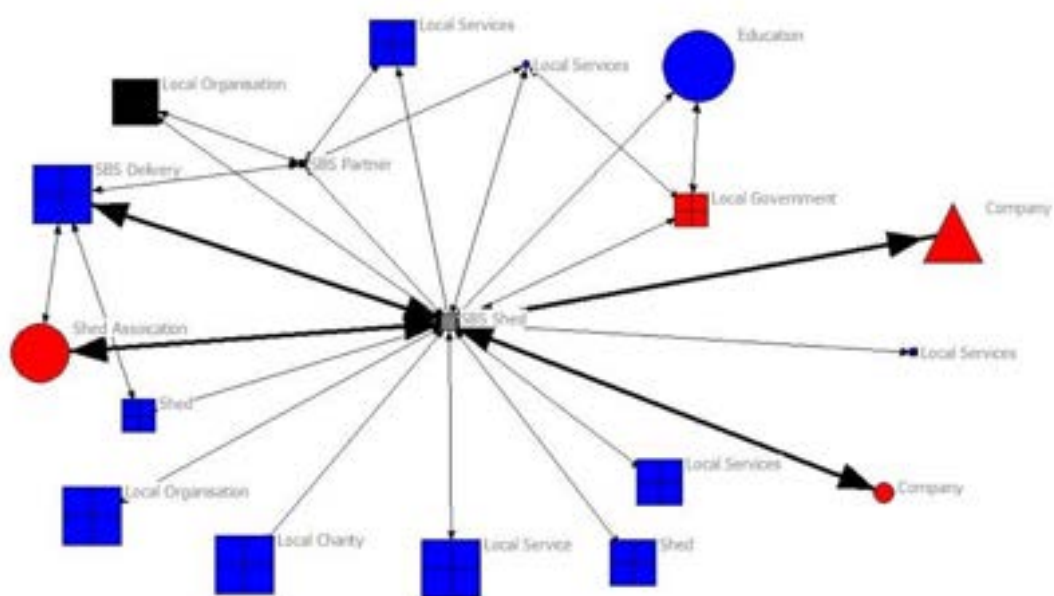 Local Services
Education
Local Services
Local Organisation
SBS Partner
SBS Delivery
Local Government
Company
SBS Shed
Shed Assocation
Local Services
Shed
Local Services
Company
Local Organisation
Local Charity
Local Service
Shed